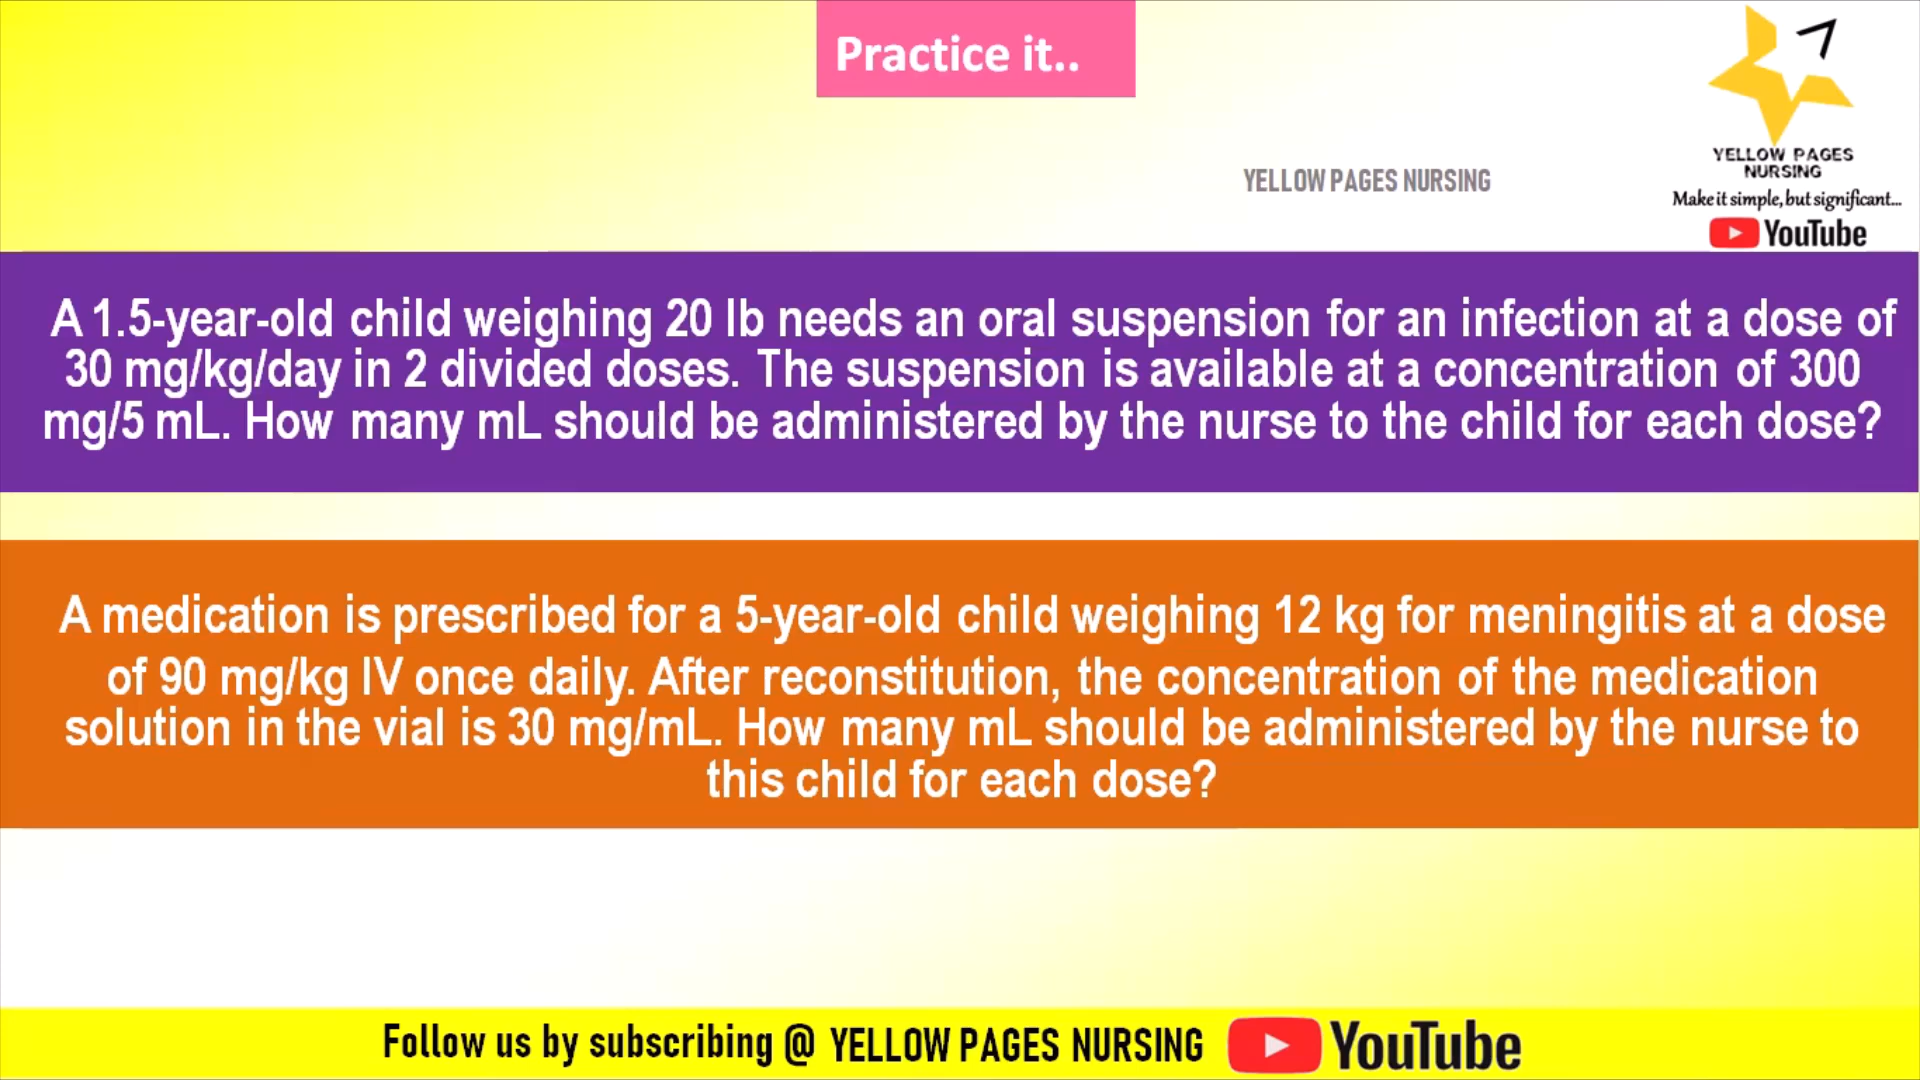 Practice it..
YELLOW PAGES NURSING
YELLOW PAGES
NURSING
Make it simple, but significant...
YouTube
A 1.5-year-old child weighing 20 lb needs an oral suspension for an infection at a dose of
30 mg/kg/day in 2 divided doses. The suspension is available at a concentration of 300
mg/5 mL. How many mL should be administered by the nurse to the child for each dose?
A medication is prescribed for a 5-year-old child weighing 12 kg for meningitis at a dose
of 90 mg/kg IV once daily. After reconstitution, the concentration of the medication
solution in the vial is 30 mg/mL. How many mL should be administered by the nurse to
this child for each dose?
Follow us by subscribing @ YELLOW PAGES NURSING YouTube